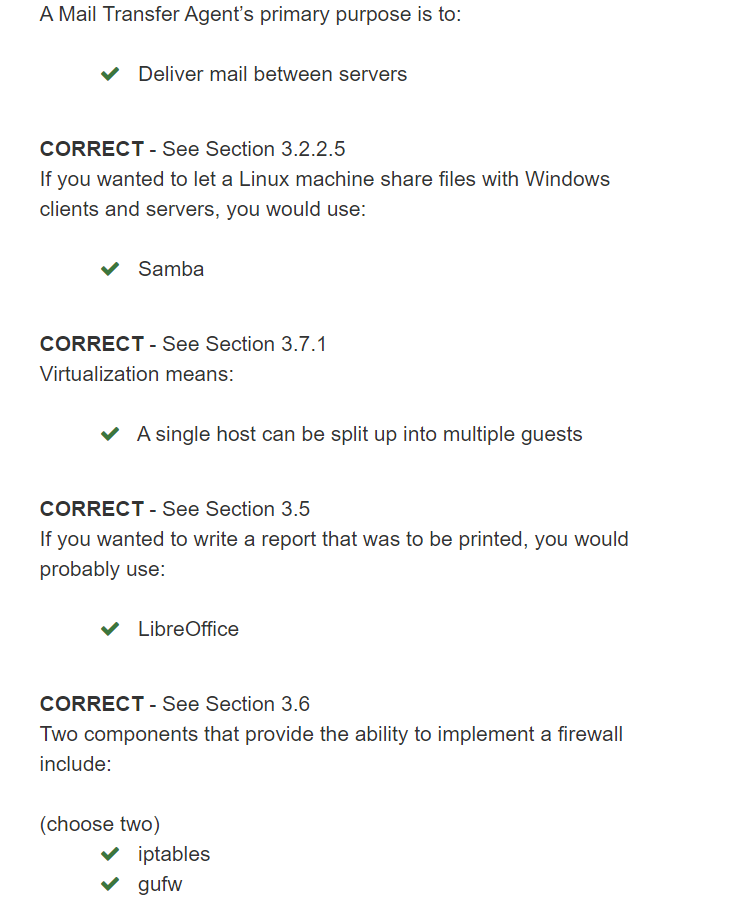 A Mail Transfer Agent’s primary purpose is to:
Deliver mail between servers
CORRECT - See Section 3.2.2.5
If you wanted to let a Linux machine share files with Windows
clients and servers, you would use:
Samba
CORRECT - See Section 3.7.1
Virtualization means:
A single host can be split up into multiple guests
CORRECT - See Section 3.5
If you wanted to write a report that was to be printed, you would
probably use:
LibreOffice
CORRECT - See Section 3.6
Two components that provide the ability to implement a firewall
include:
(choose two)
iptables
gufw